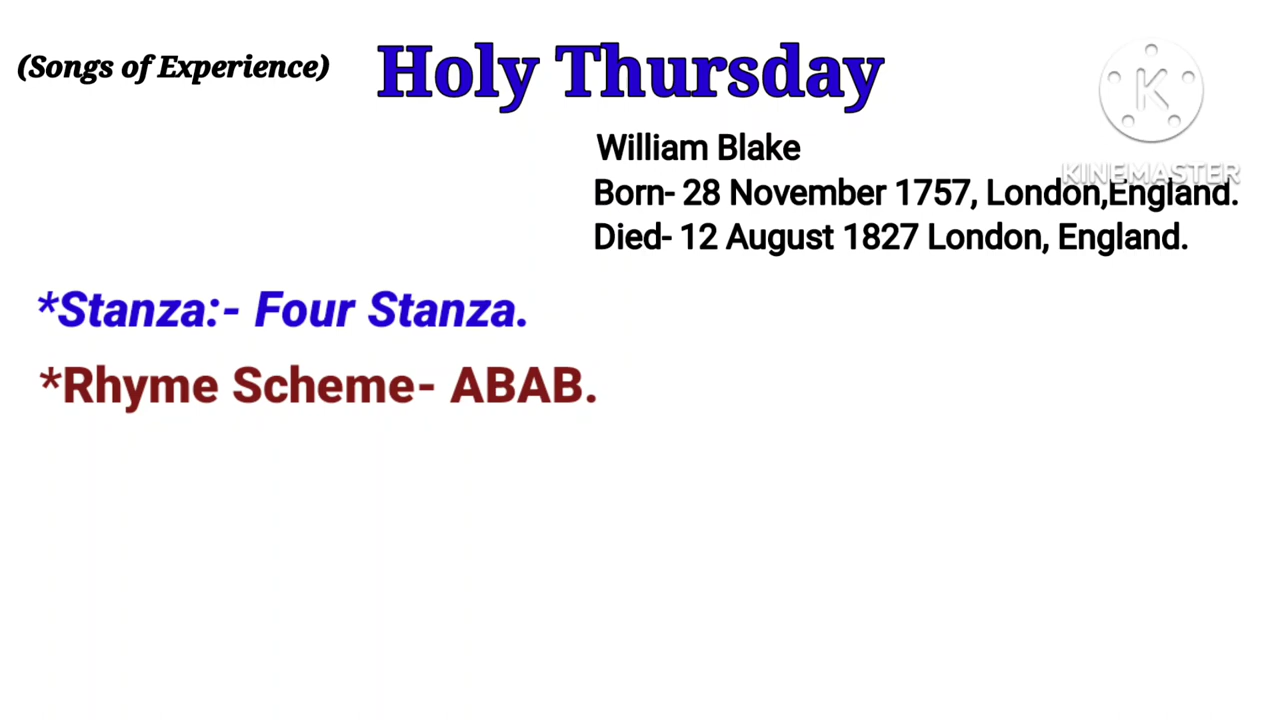 (Songs of Experience)
Holy Thursday
K
KINEMASTER
William Blake
Born- 28 November 1757, London,England.
Died- 12 August 1827 London, England.
*Stanza:- Four Stanza.
*Rhyme Scheme- ABAB.